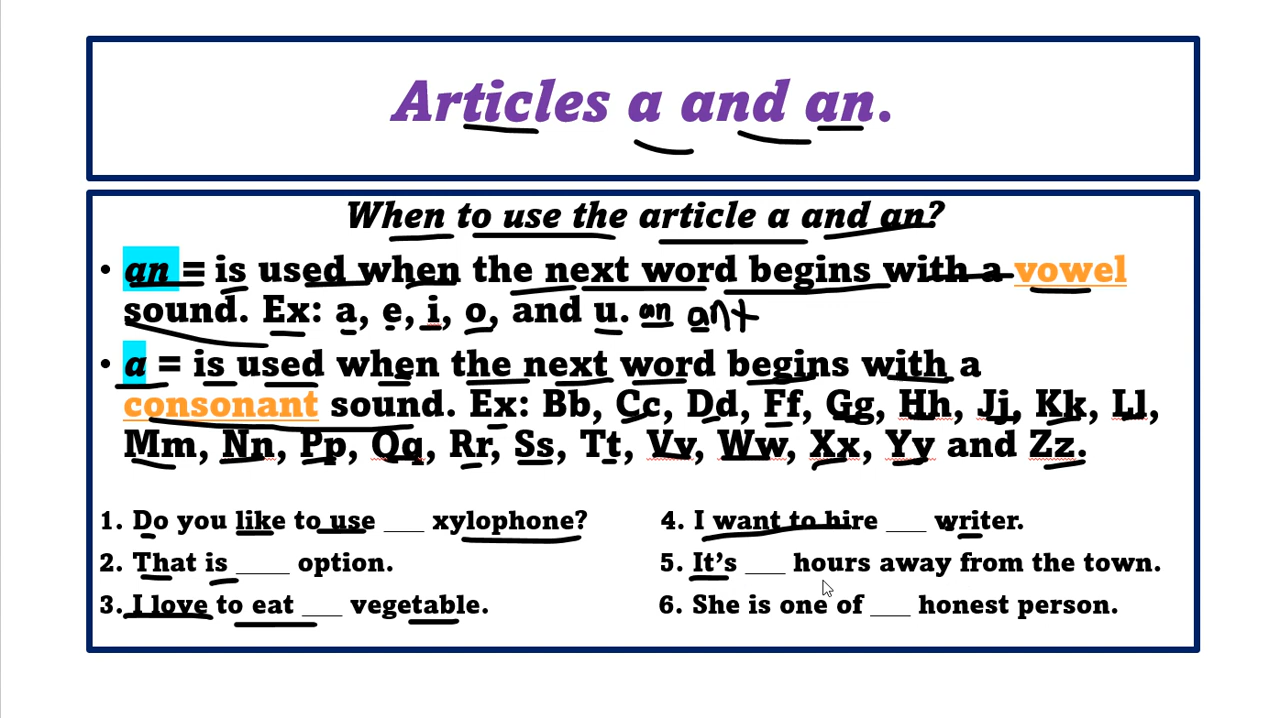 Articles a and an.
When to use the article a and an?
• an = is used when the next word begins with a vowel
sound. Ex: a, e, i, o, and u. an ant
• a = is used when the next word begins with a
consonant sound. Ex: Bb, Cc, Dd, Ff, Gg, Hh, Jj, Kk, Ll,
Mm, Nn, Pp, Qq, Rr, Ss, Tt, Vv, Ww, Xx, Yy and Zz.
1. Do you like to use ___ xylophone?
2. That is ____ option.
3. I love to eat ___ vegetable.
4. I want to hire ___ writer.
5. It's ___ hours away from the town.
6. She is one of ___ honest person.